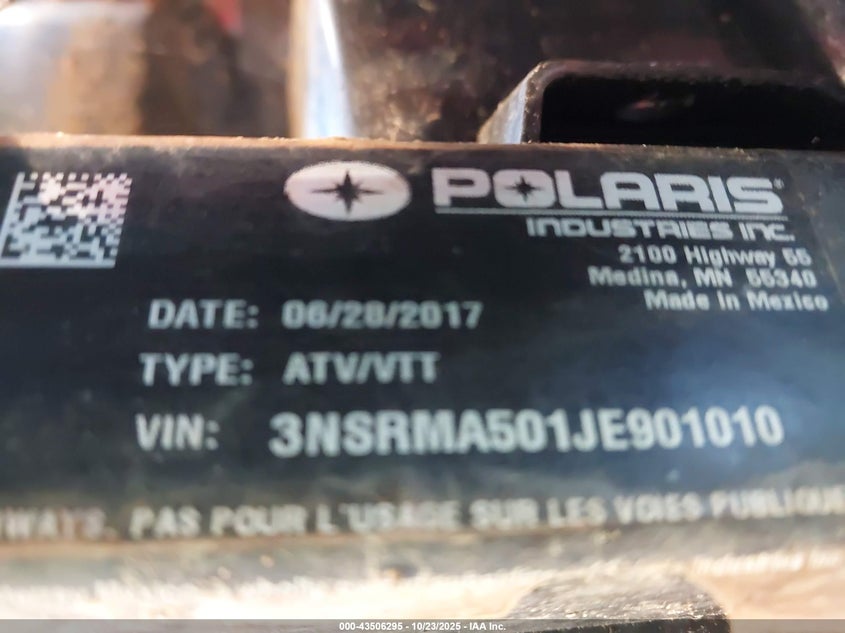 POLARIS®
INDUSTRIES INC.
2100 Highway 55
Medina, MN 55340
Made in Mexico
DATE: 06/28/2017
TYPE: ATV/VTT
VIN: 3NSRMA501JE901010
PAS POUR L'USAGE SUR LES VOIES PUBLIQUE
000-43506295 - 10/23/2025 - IAA Inc.